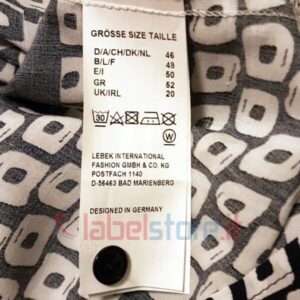 GRÖSSE SIZE TAILLE
D/A/CH/DK/NL 46
B/L/F 48
E/I 50
GR 52
UK/IRL 20
30
W
LEBEK INTERNATIONAL
FASHION GMBH & CO. KG
POSTFACH 1140
D-56463 BAD MARIENBERG
labelstore.it
DESIGNED IN GERMANY